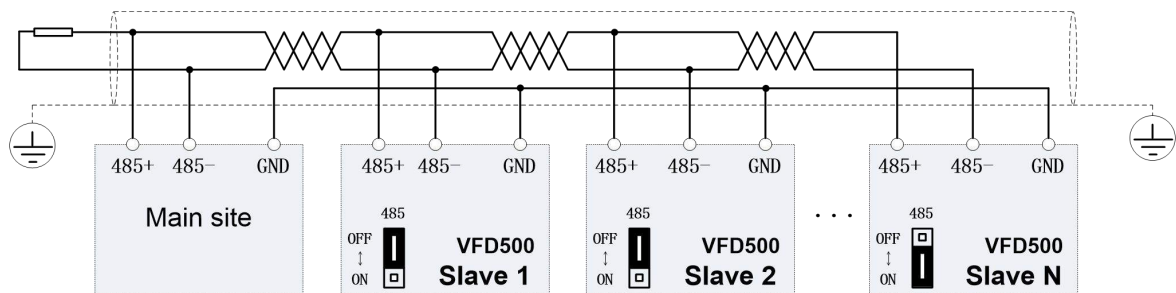 485+ 485- GND 485+ 485- GND 485+ 485- GND 485+ 485- GND
Main site
485 485 · · · 485
OFF OFF OFF
VFD500 VFD500 VFD500
↕ ↕ ↕
ON ON ON
Slave 1 Slave 2 Slave N